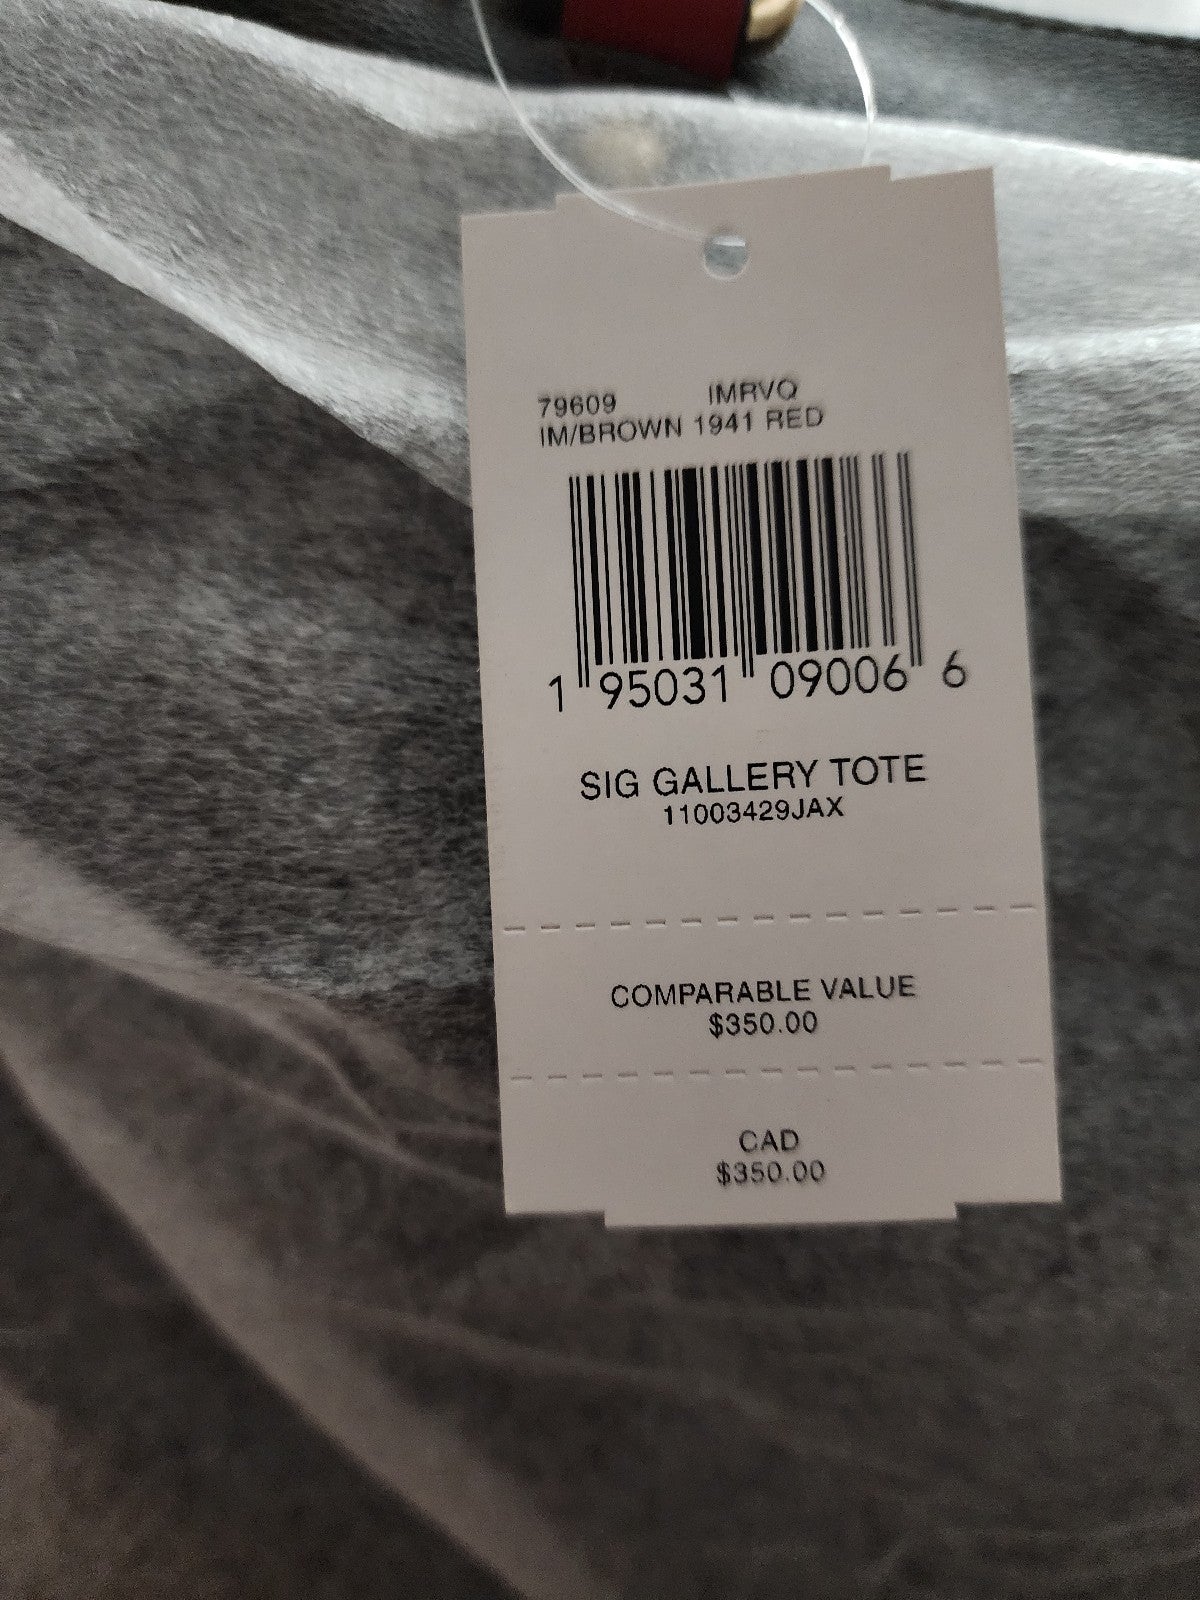 79609 IMRVQ
IM/BROWN 1941 RED
1 95031 09006 6
SIG GALLERY TOTE
11003429JAX
COMPARABLE VALUE
$350.00
CAD
$350.00